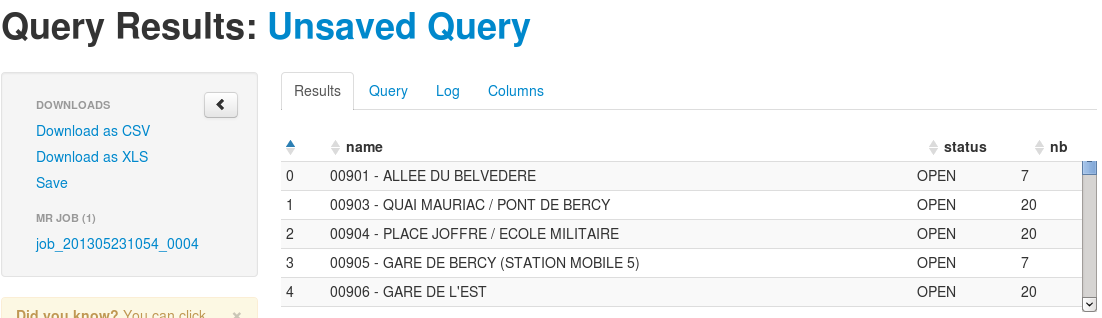 Query Results: Unsaved Query
DOWNLOADS
Download as CSV
Download as XLS
Save
MR JOB (1)
job_201305231054_0004
Did you know? You can click
×
Results Query Log Columns
name status nb
0 00901 - ALLEE DU BELVEDERE OPEN 7
1 00903 - QUAI MAURIAC / PONT DE BERCY OPEN 20
2 00904 - PLACE JOFFRE / ECOLE MILITAIRE OPEN 20
3 00905 - GARE DE BERCY (STATION MOBILE 5) OPEN 7
4 00906 - GARE DE L'EST OPEN 20